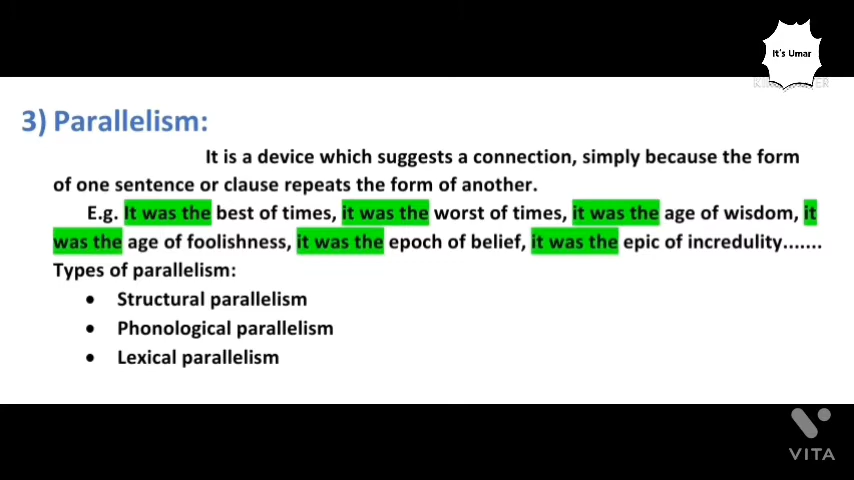 It's Umar
3) Parallelism:
It is a device which suggests a connection, simply because the form
of one sentence or clause repeats the form of another.
E.g. It was the best of times, it was the worst of times, it was the age of wisdom, it
was the age of foolishness, it was the epoch of belief, it was the epic of incredulity.......
Types of parallelism:
• Structural parallelism
• Phonological parallelism
• Lexical parallelism
VITA